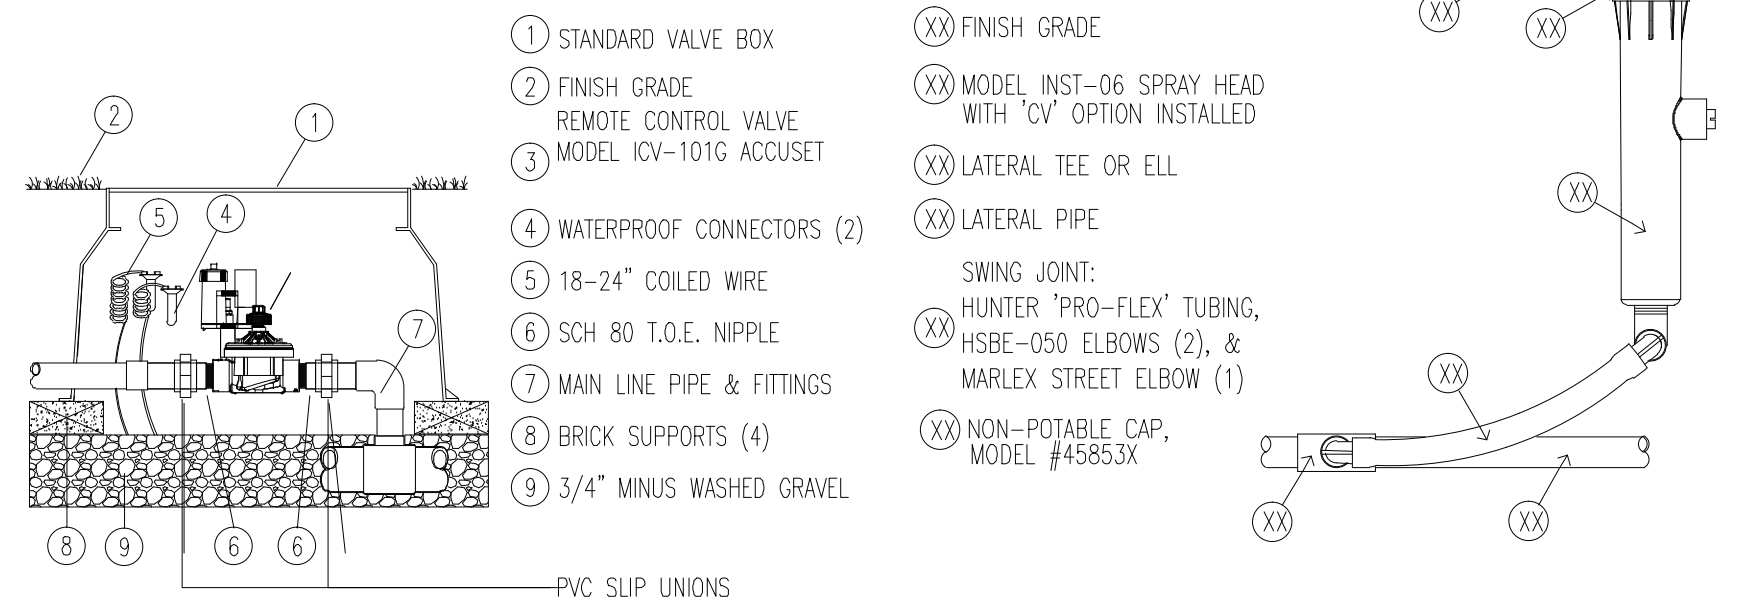 2
1
5
4
7
8
9
6
6
PVC SLIP UNIONS
1 STANDARD VALVE BOX
2 FINISH GRADE
REMOTE CONTROL VALVE
3 MODEL ICV-101G ACCUSET
4 WATERPROOF CONNECTORS (2)
5 18-24" COILED WIRE
6 SCH 80 T.O.E. NIPPLE
7 MAIN LINE PIPE & FITTINGS
8 BRICK SUPPORTS (4)
9 3/4" MINUS WASHED GRAVEL
XX FINISH GRADE
XX MODEL INST-06 SPRAY HEAD
WITH 'CV' OPTION INSTALLED
XX LATERAL TEE OR ELL
XX LATERAL PIPE
SWING JOINT:
HUNTER 'PRO-FLEX' TUBING,
XX HSBE-050 ELBOWS (2), &
MARLEX STREET ELBOW (1)
XX NON-POTABLE CAP,
MODEL #45853X
XX
XX
XX
XX
XX
XX